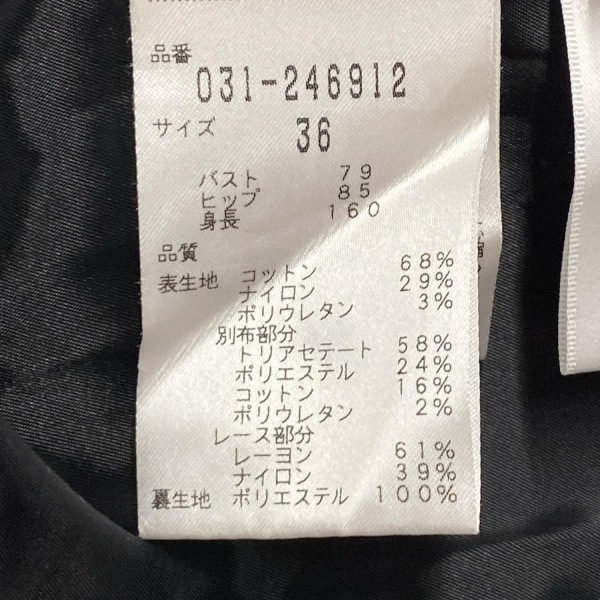 品番
031-246912
サイズ 36
バスト 79
ヒップ 85
身長 160
品質
表生地 コットン 68%
ナイロン 29%
ポリウレタン 3%
別布部分
トリアセテート 58%
ポリエステル 24%
コットン 16%
ポリウレタン 2%
レース部分
レーヨン 61%
ナイロン 39%
裏生地 ポリエステル 100%